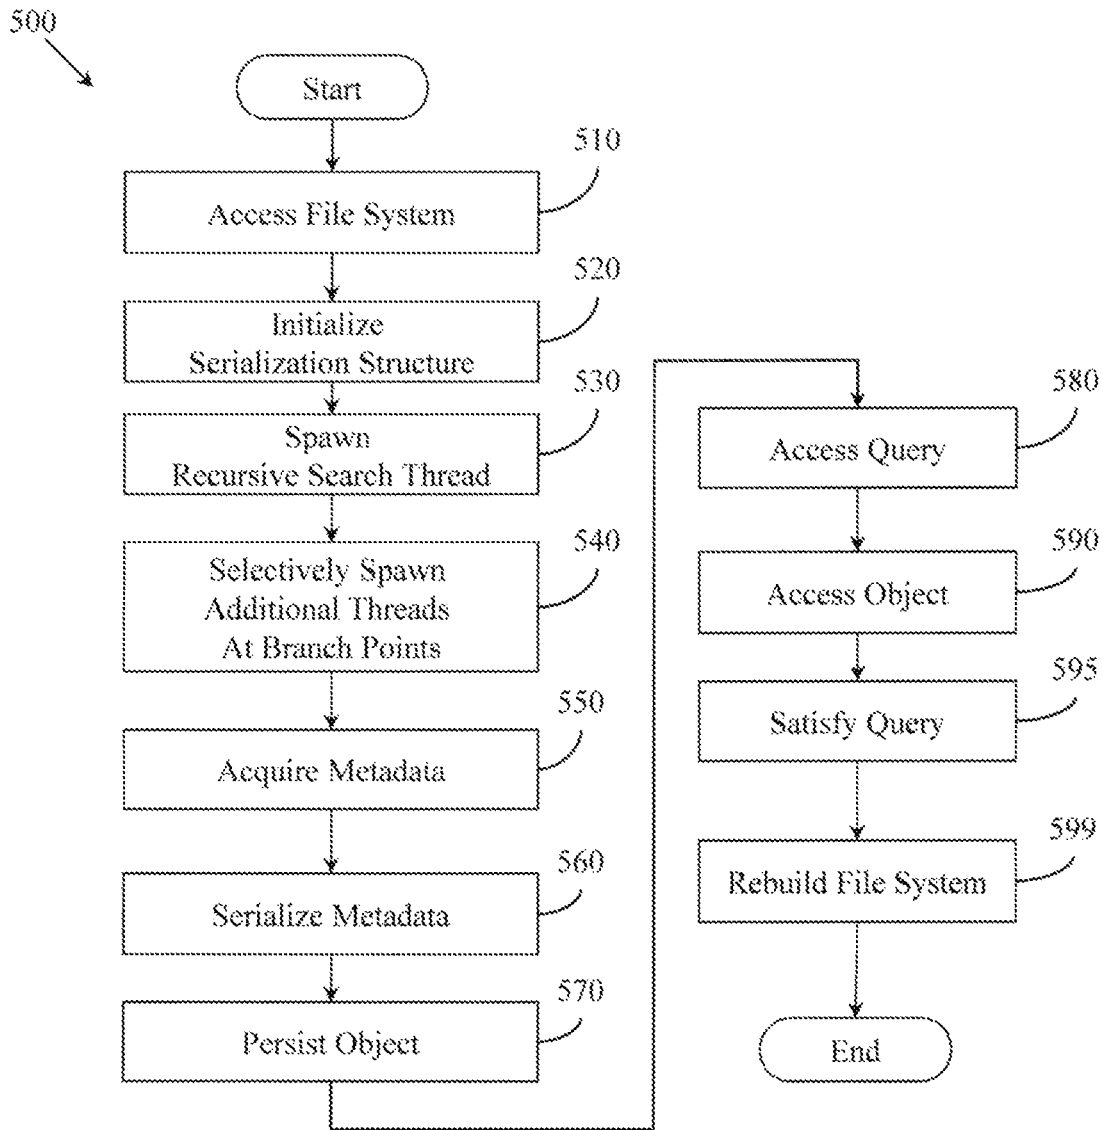 500
Start
510
Access File System
520
Initialize
Serialization Structure
530
Spawn
Recursive Search Thread
540
Selectively Spawn
Additional Threads
At Branch Points
550
Acquire Metadata
560
Serialize Metadata
570
Persist Object
580
Access Query
590
Access Object
595
Satisfy Query
599
Rebuild File System
End